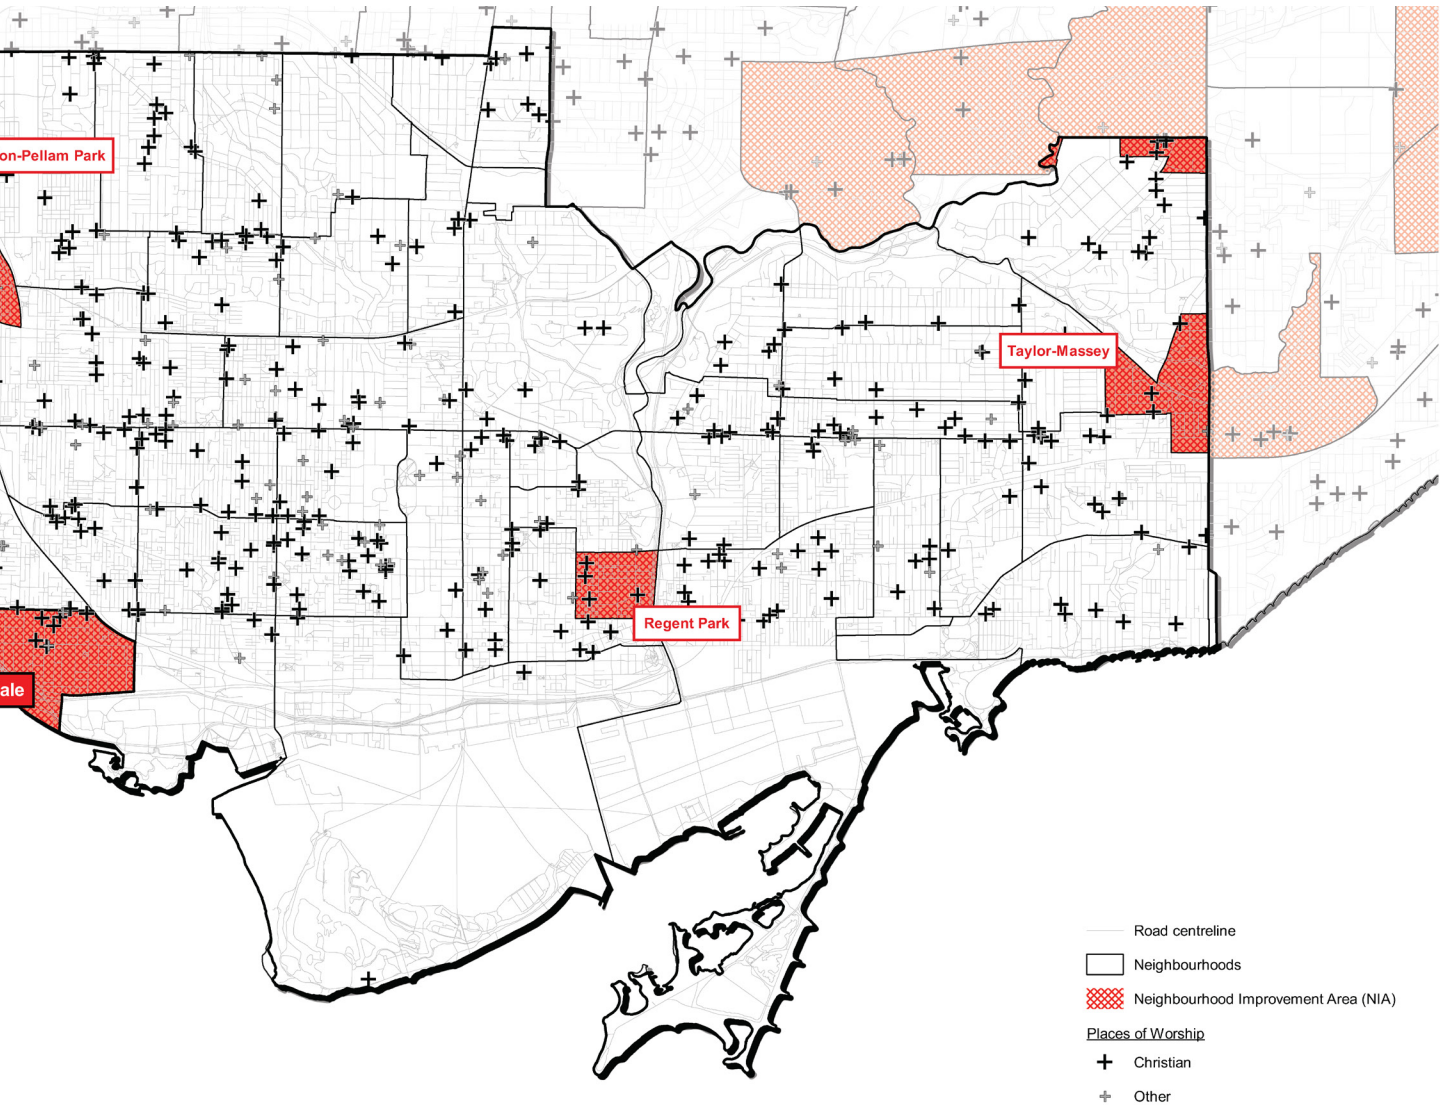 on-Pellam Park
Taylor-Massey
Regent Park
ale
Road centreline
Neighbourhoods
Neighbourhood Improvement Area (NIA)
Places of Worship
Christian
Other